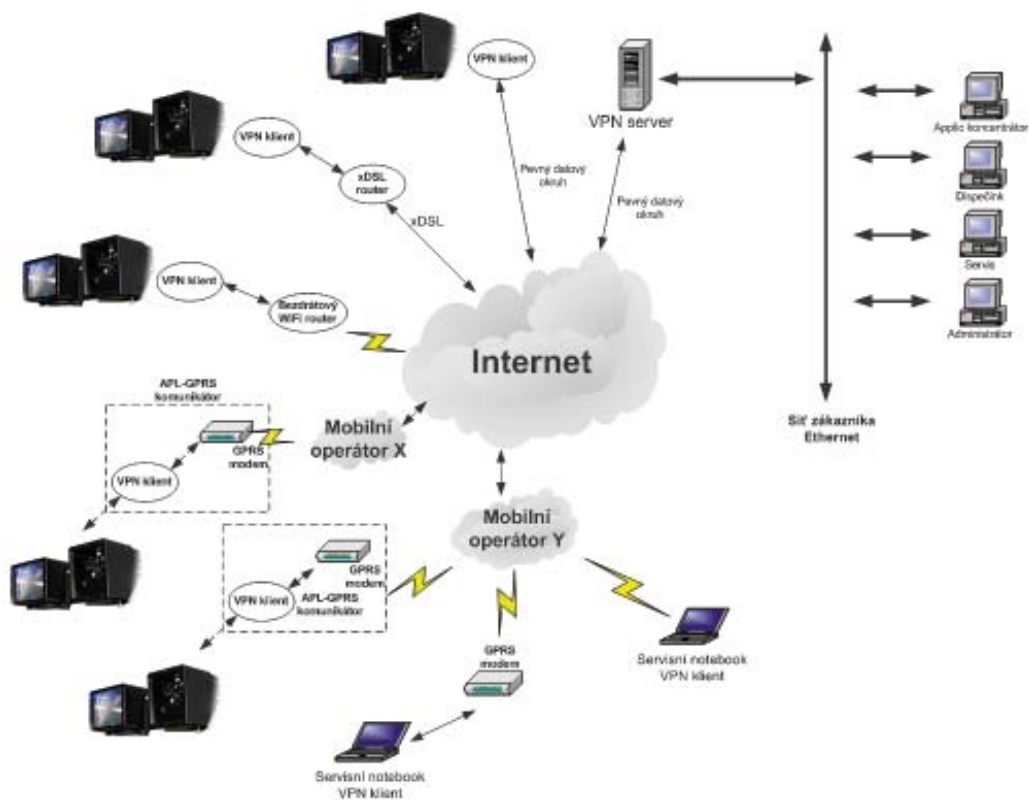 VPN klient
VPN server
Applic koncentrátor
VPN klient
xDSL
router
Pevný datový
okruh
Pevný datový
okruh
Dispečink
xDSL
Servis
VPN klient
Bezdrátový
WiFi router
Administrátor
Internet
APL-GPRS
komunikátor
Síť zákazníka
Ethernet
Mobilní
operátor X
GPRS
modem
VPN klient
Mobilní
operátor Y
GPRS
modem
VPN klient
APL-GPRS
komunikátor
GPRS
modem
Servisní notebook
VPN klient
Servisní notebook
VPN klient